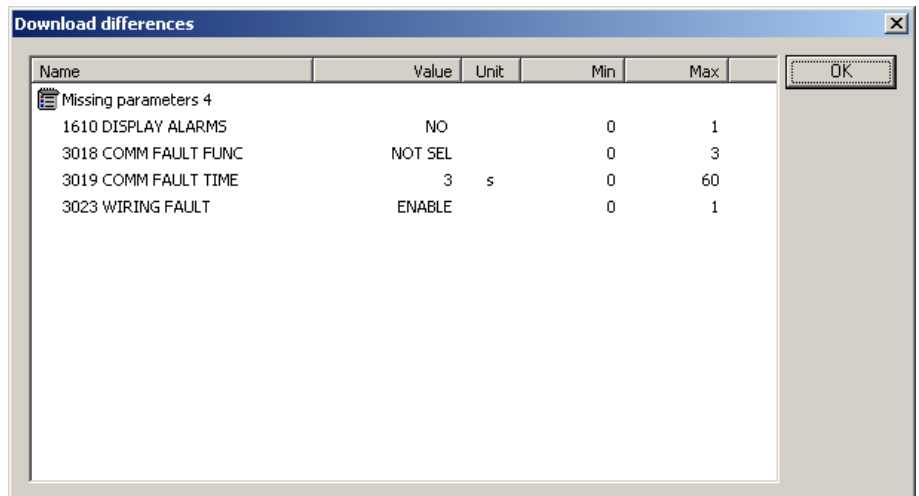 Download differences
Name Value Unit Min Max OK
Missing parameters 4
1610 DISPLAY ALARMS NO 0 1
3018 COMM FAULT FUNC NOT SEL 0 3
3019 COMM FAULT TIME 3 s 0 60
3023 WIRING FAULT ENABLE 0 1